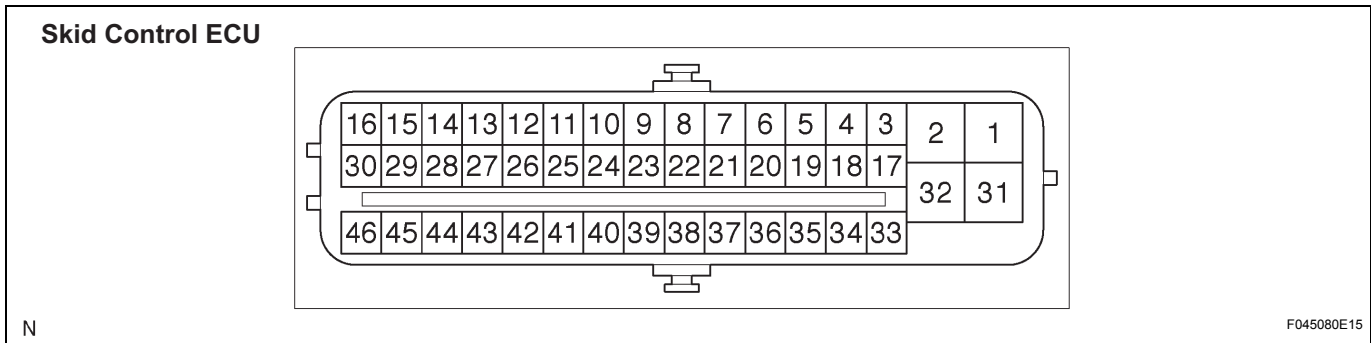 Skid Control ECU
16 15 14 13 12 11 10 9 8 7 6 5 4 3 2 1
30 29 28 27 26 25 24 23 22 21 20 19 18 17
32 31
46 45 44 43 42 41 40 39 38 37 36 35 34 33
N
F045080E15